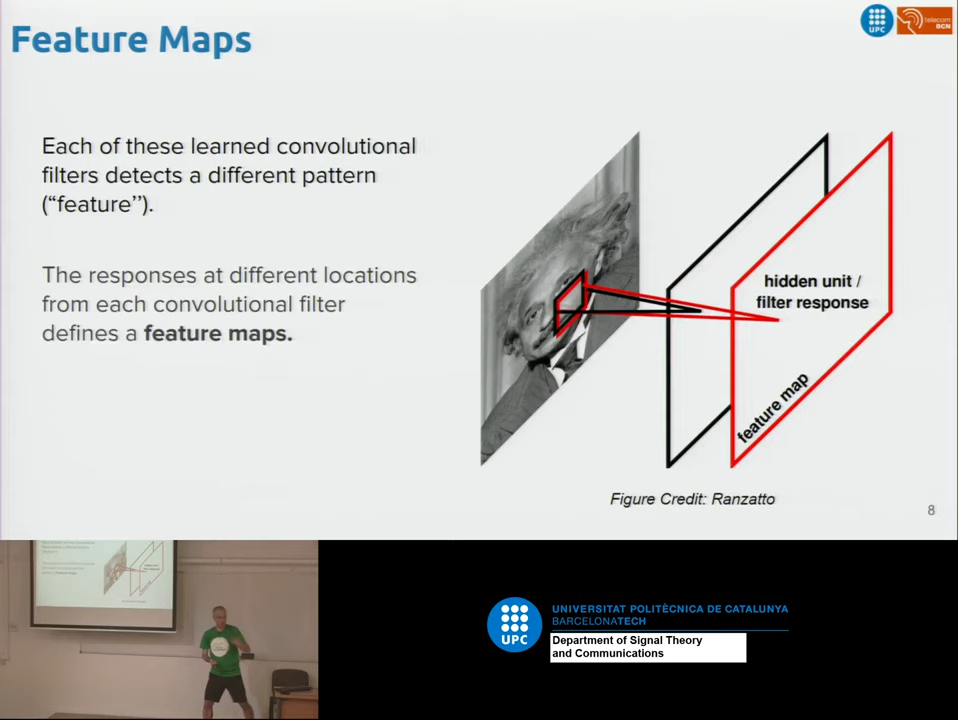 Feature Maps
UPC
telecom
BCN
Each of these learned convolutional
filters detects a different pattern
(“feature’’).
The responses at different locations
from each convolutional filter
defines a feature maps.
hidden unit /
filter response
feature map
Figure Credit: Ranzatto
8
UPC
UNIVERSITAT POLITÈCNICA DE CATALUNYA
BARCELONATECH
Department of Signal Theory
and Communications